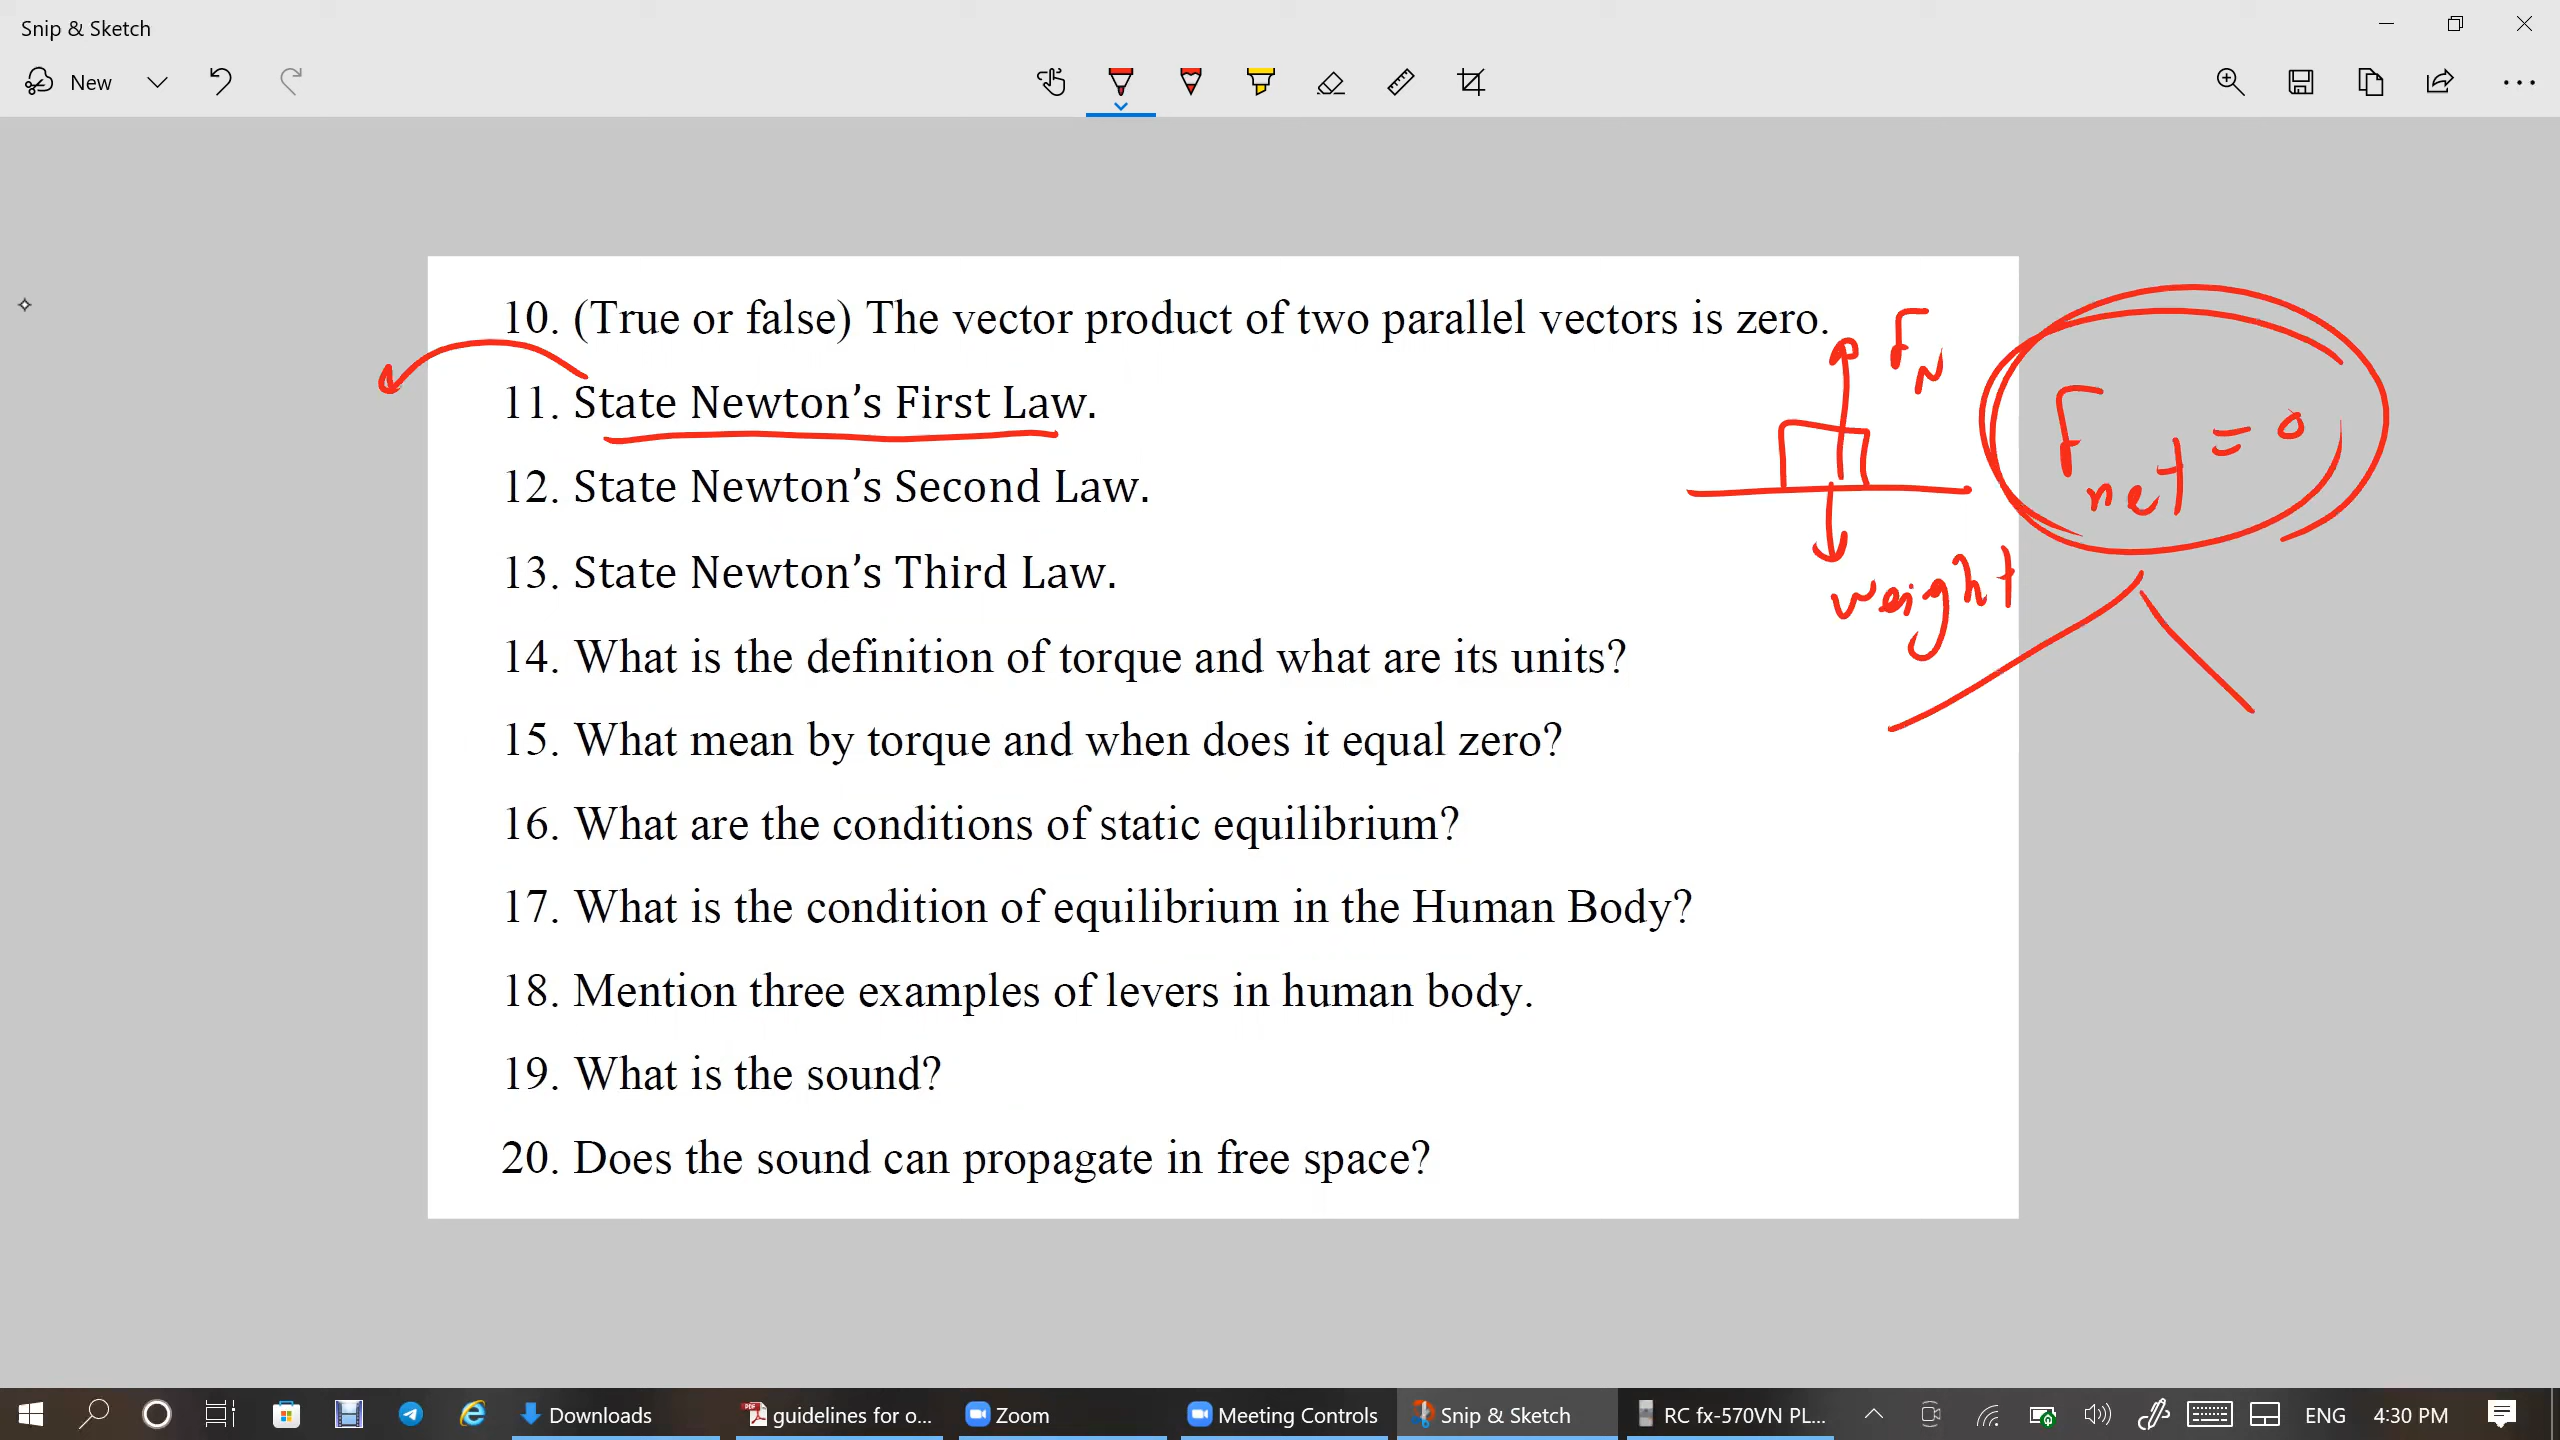 Snip & Sketch
New
10. (True or false) The vector product of two parallel vectors is zero.
F
N
11. State Newton’s First Law.
F
net = 0
12. State Newton’s Second Law.
13. State Newton’s Third Law.
weight
14. What is the definition of torque and what are its units?
15. What mean by torque and when does it equal zero?
16. What are the conditions of static equilibrium?
17. What is the condition of equilibrium in the Human Body?
18. Mention three examples of levers in human body.
19. What is the sound?
20. Does the sound can propagate in free space?
Downloads
guidelines for o...
Zoom
Meeting Controls
Snip & Sketch
RC fx-570VN PL...
ENG
4:30 PM